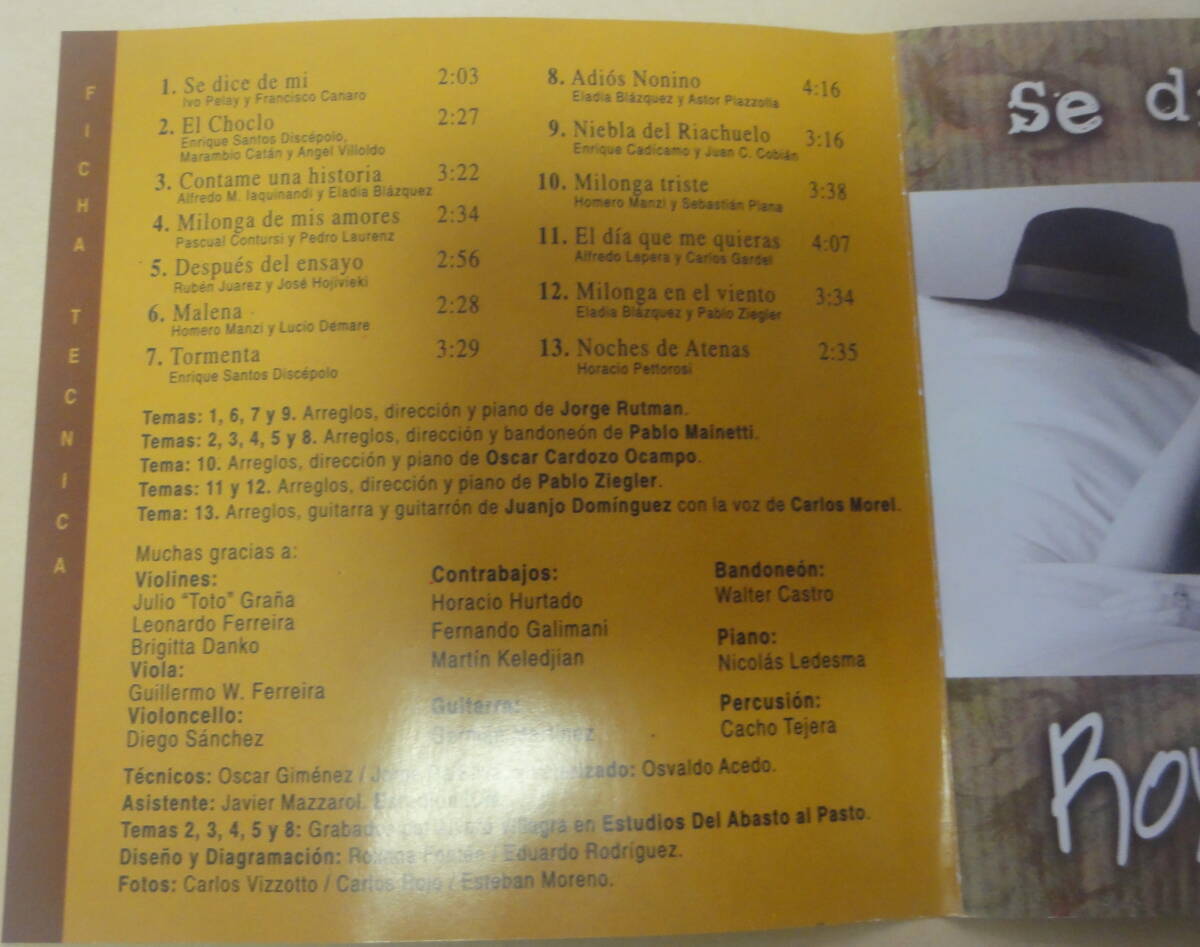 FICHA TECNICA
1. Se dice de mi 2:03
Ivo Pelay y Francisco Canaro
2. El Choclo 2:27
Enrique Santos Discépolo,
Marambio Catán y Angel Villoldo
3. Contame una historia 3:22
Alfredo M. Iaquinandi y Eladia Blázquez
4. Milonga de mis amores 2:34
Pascual Contursi y Pedro Laurenz
5. Después del ensayo 2:56
Rubén Juarez y José Hojivieki
6. Malena 2:28
Homero Manzi y Lucio Demare
7. Tormenta 3:29
Enrique Santos Discépolo
8. Adiós Nonino 4:16
Eladia Blázquez y Astor Piazzolla
9. Niebla del Riachuelo 3:16
Enrique Cadícamo y Juan C. Cobián
10. Milonga triste 3:38
Homero Manzi y Sebastián Piana
11. El día que me quieras 4:07
Alfredo Lepera y Carlos Gardel
12. Milonga en el viento 3:34
Eladia Blázquez y Pablo Ziegler
13. Noches de Atenas 2:35
Horacio Pettorosi
Temas: 1, 6, 7 y 9. Arreglos, dirección y piano de Jorge Rutman.
Temas: 2, 3, 4, 5 y 8. Arreglos, dirección y bandoneón de Pablo Mainetti.
Tema: 10. Arreglos, dirección y piano de Oscar Cardozo Ocampo.
Temas: 11 y 12. Arreglos, dirección y piano de Pablo Ziegler.
Tema: 13. Arreglos, guitarra y guitarrón de Juanjo Domínguez con la voz de Carlos Morel.
Muchas gracias a:
Violines:
Julio "Toto" Graña
Leonardo Ferreira
Brigitta Danko
Viola:
Guillermo W. Ferreira
Violoncello:
Diego Sánchez
Contrabajos:
Horacio Hurtado
Fernando Galimani
Martín Keledjian
Guitarra:
Bandoneón:
Walter Castro
Piano:
Nicolás Ledesma
Percusión:
Cacho Tejera
Técnicos: Oscar Giménez / Osvaldo Acedo.
Asistente: Javier Mazzarol.
Temas 2, 3, 4, 5 y 8: en Estudios Del Abasto al Pasto.
Diseño y Diagramación: / Eduardo Rodríguez.
Fotos: Carlos Vizzotto / Carlos Rojo / Esteban Moreno.
Se d
Ro